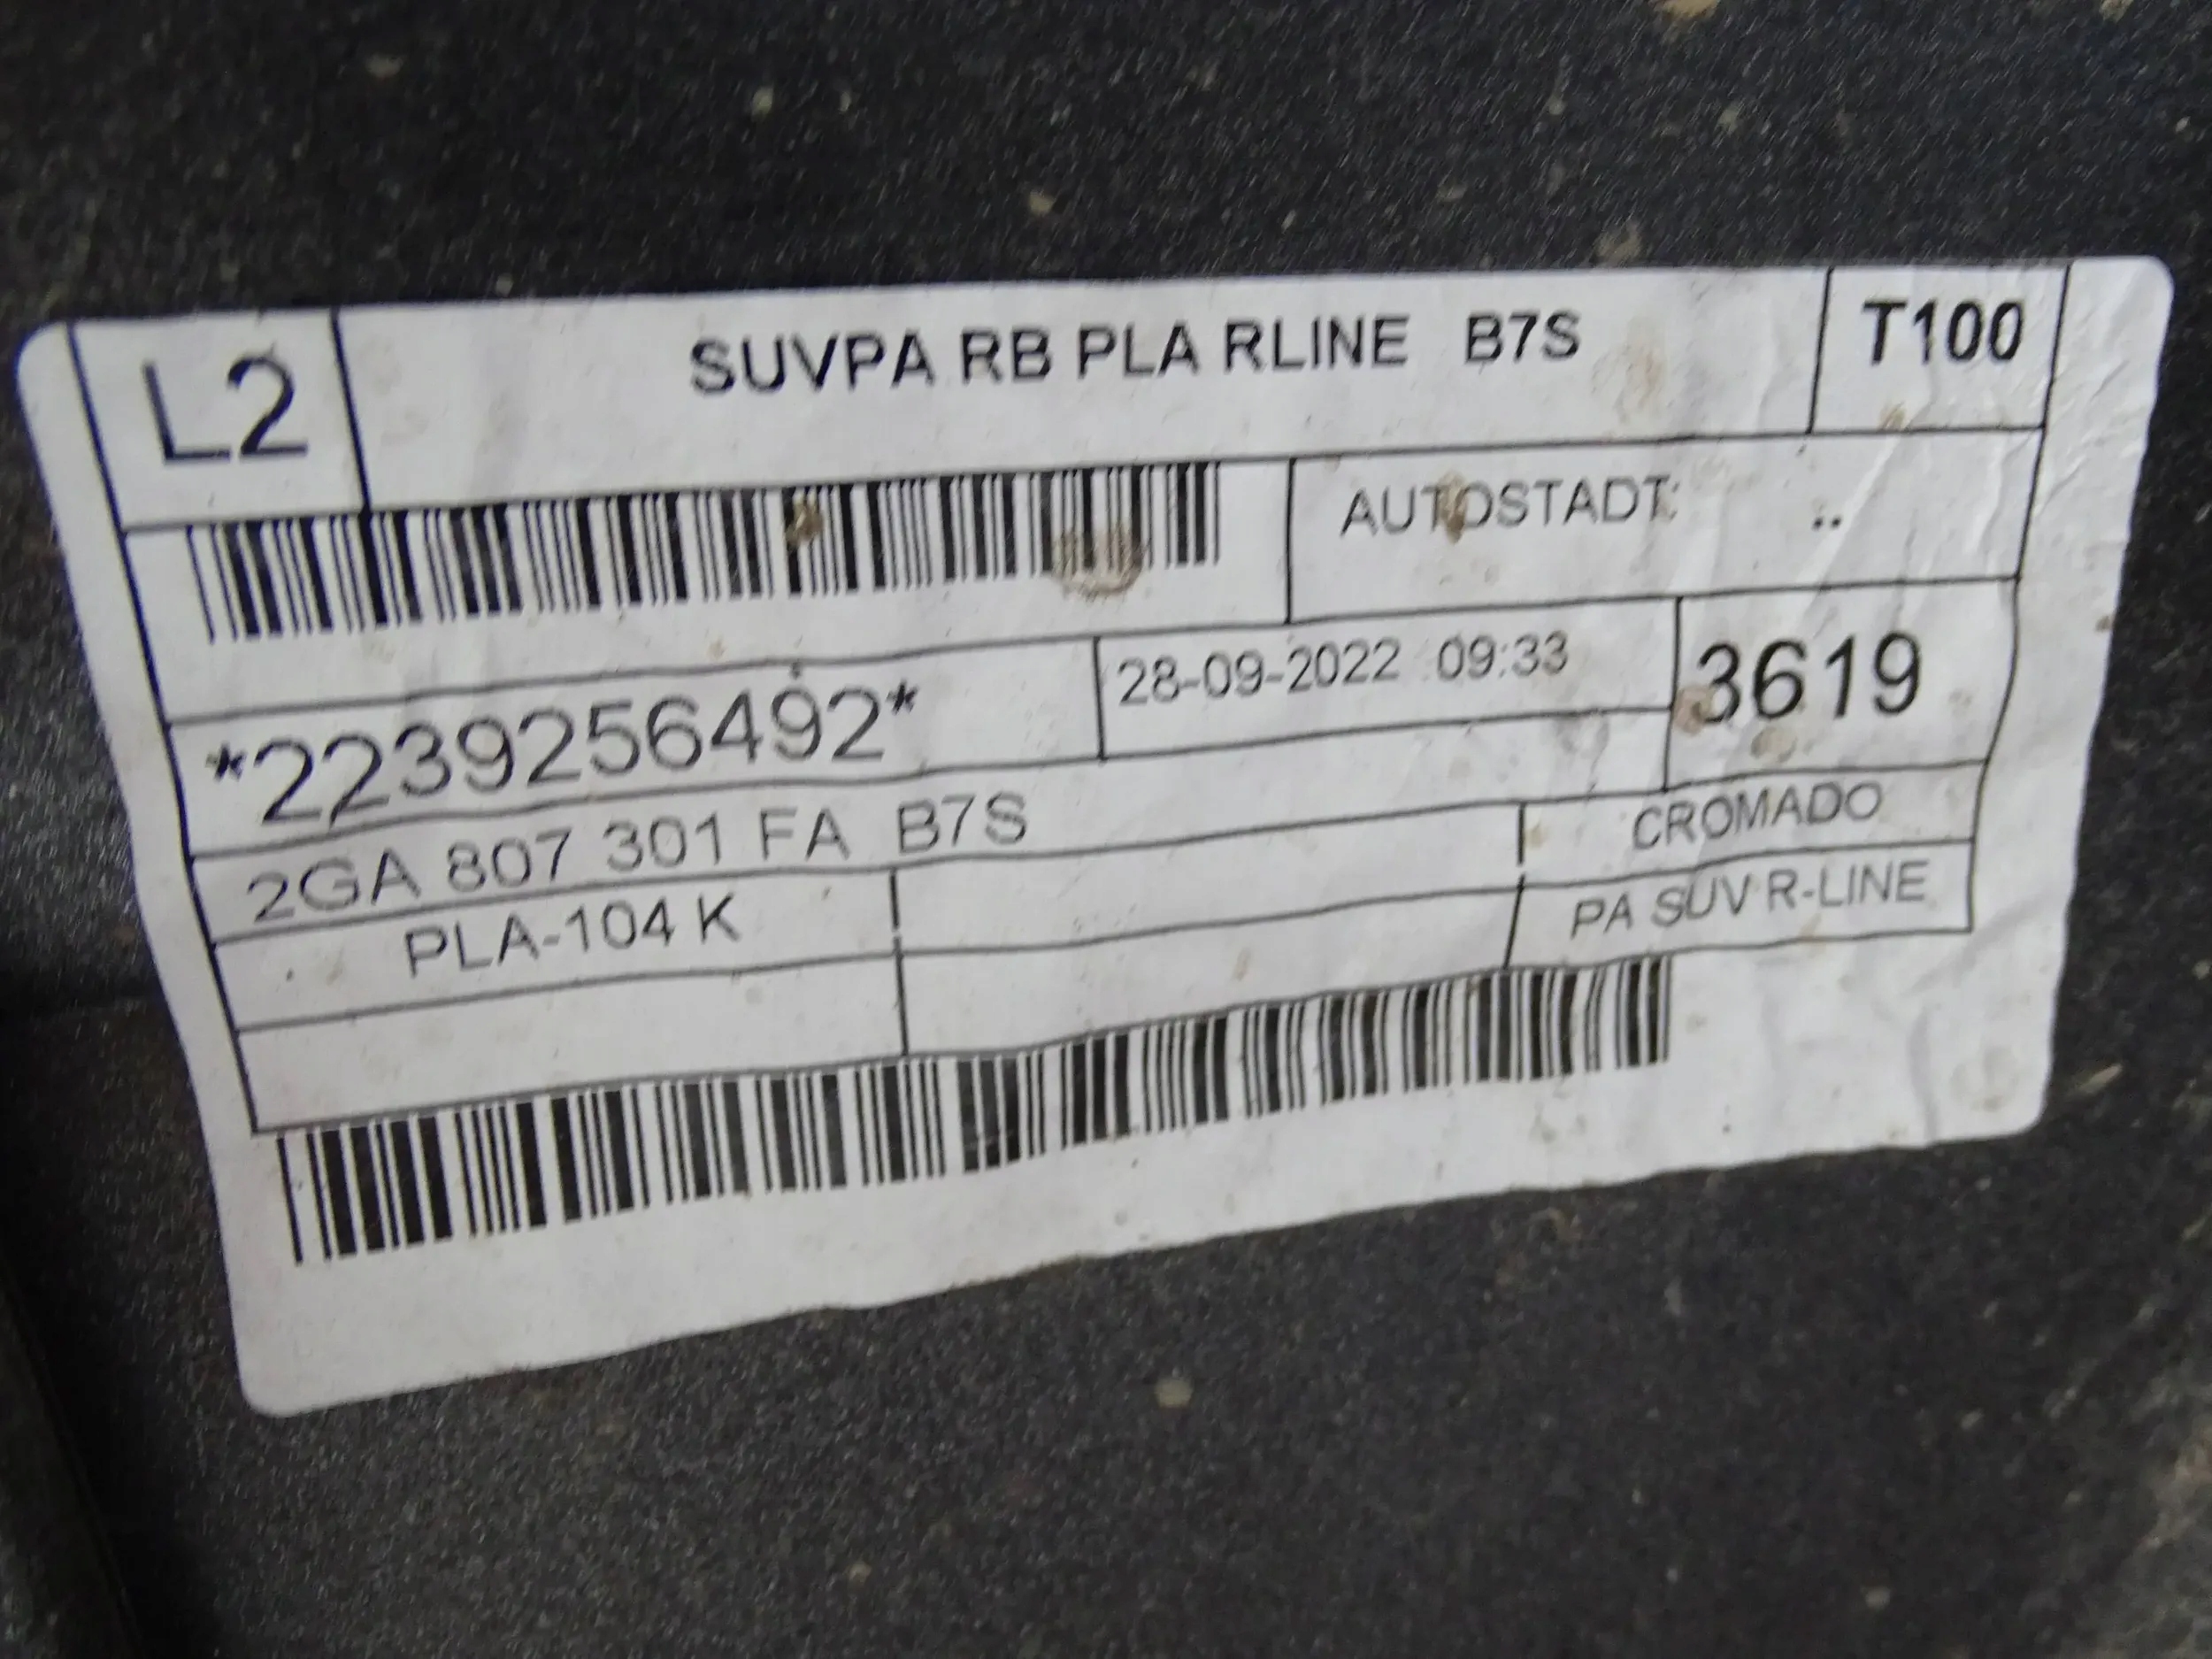 L2 SUVPA RB PLA RLINE B7S T100
AUTOSTADT: ..
*2239256492* 28-09-2022 09:33 3619
2GA 807 301 FA B7S CROMADO
PLA-104 K PA SUV R-LINE